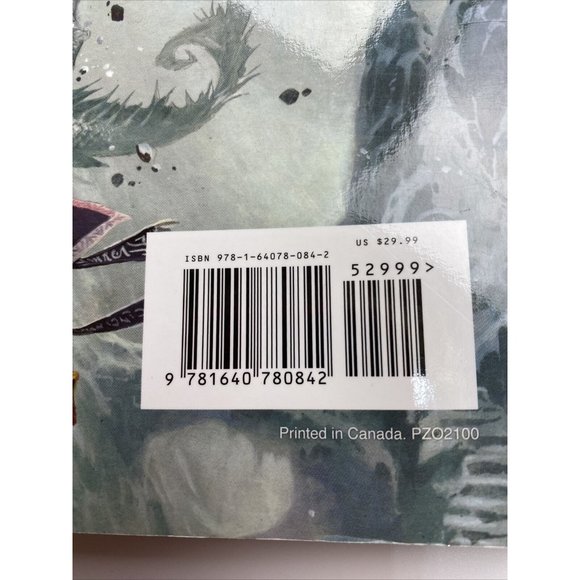 US $29.99
ISBN 978-1-64078-084-2
52999>
9 781640 780842
Printed in Canada. PZO2100